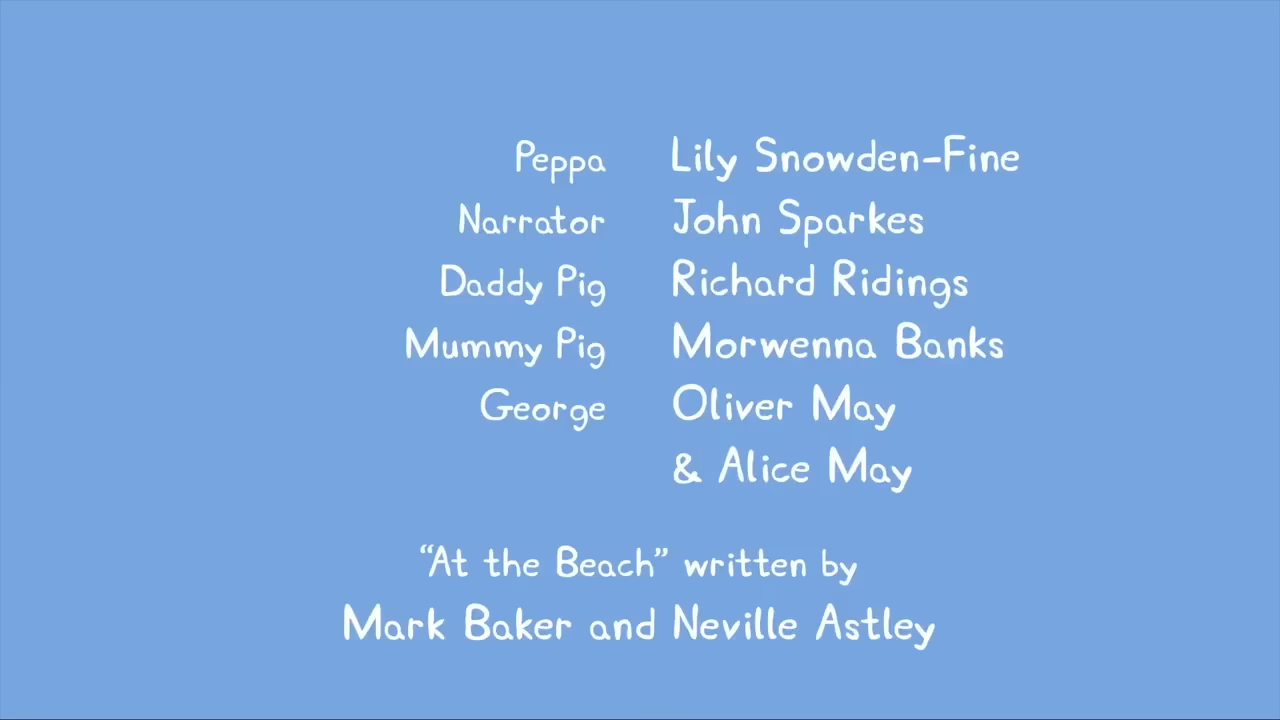 Peppa Lily Snowden-Fine
Narrator John Sparkes
Daddy Pig Richard Ridings
Mummy Pig Morwenna Banks
George Oliver May
& Alice May
“At the Beach” written by
Mark Baker and Neville Astley